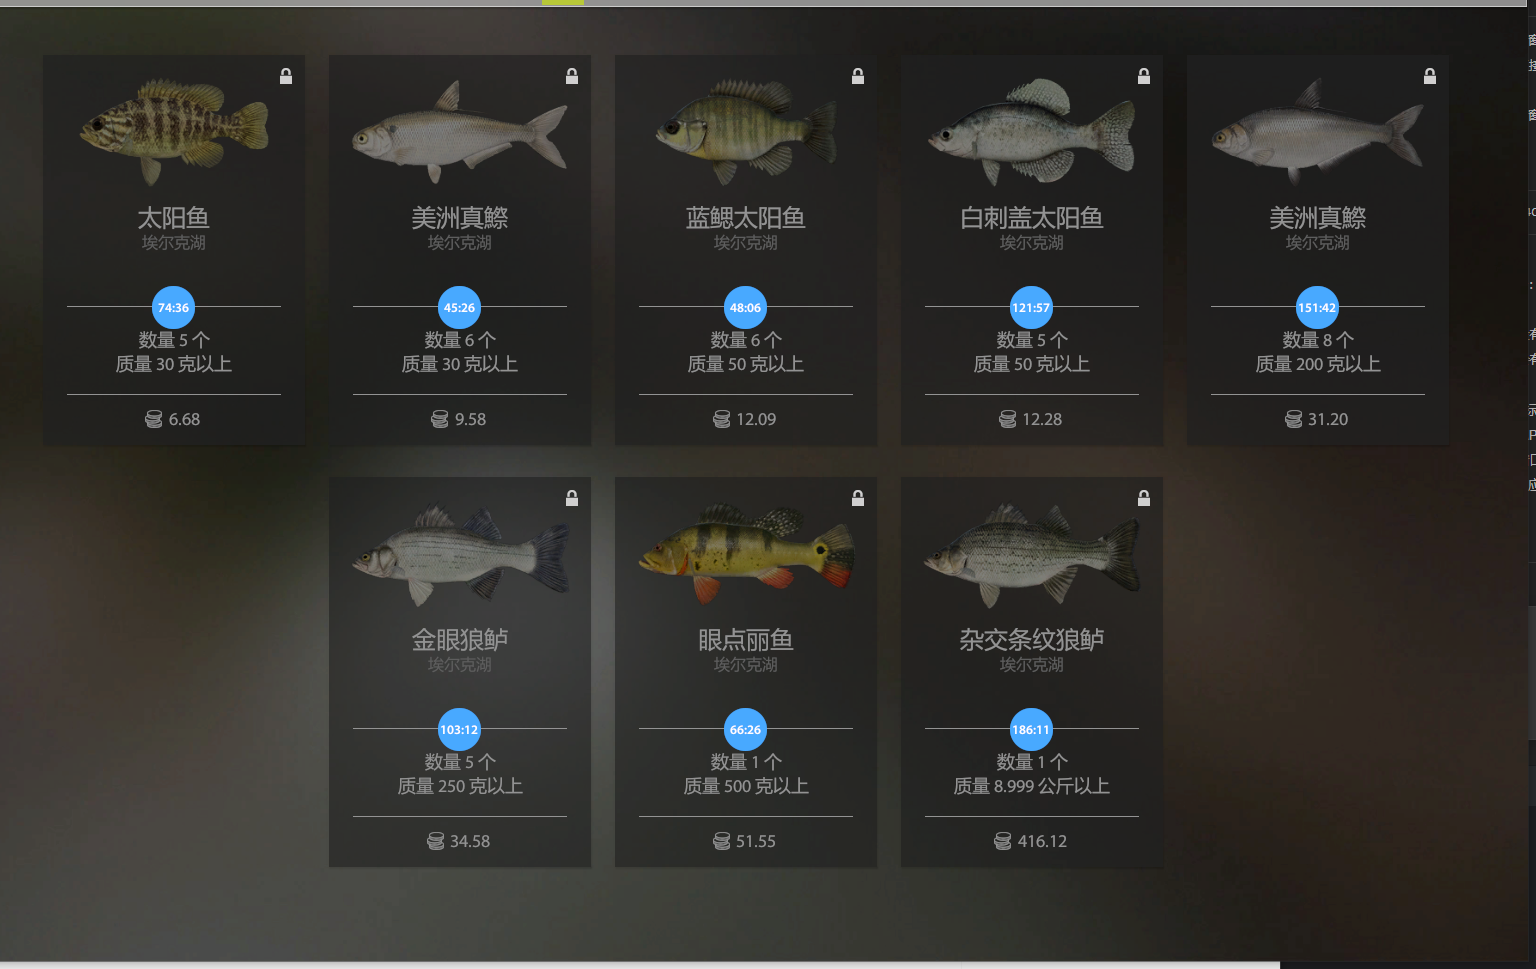 太阳鱼
埃尔克湖
74:36
数量 5 个
质量 30 克以上
6.68
美洲真鰶
埃尔克湖
45:26
数量 6 个
质量 30 克以上
9.58
蓝鳃太阳鱼
埃尔克湖
48:06
数量 6 个
质量 50 克以上
12.09
白刺盖太阳鱼
埃尔克湖
121:57
数量 5 个
质量 50 克以上
12.28
美洲真鰶
埃尔克湖
151:42
数量 8 个
质量 200 克以上
31.20
金眼狼鲈
埃尔克湖
103:12
数量 5 个
质量 250 克以上
34.58
眼点丽鱼
埃尔克湖
66:26
数量 1 个
质量 500 克以上
51.55
杂交条纹狼鲈
埃尔克湖
186:11
数量 1 个
质量 8.999 公斤以上
416.12